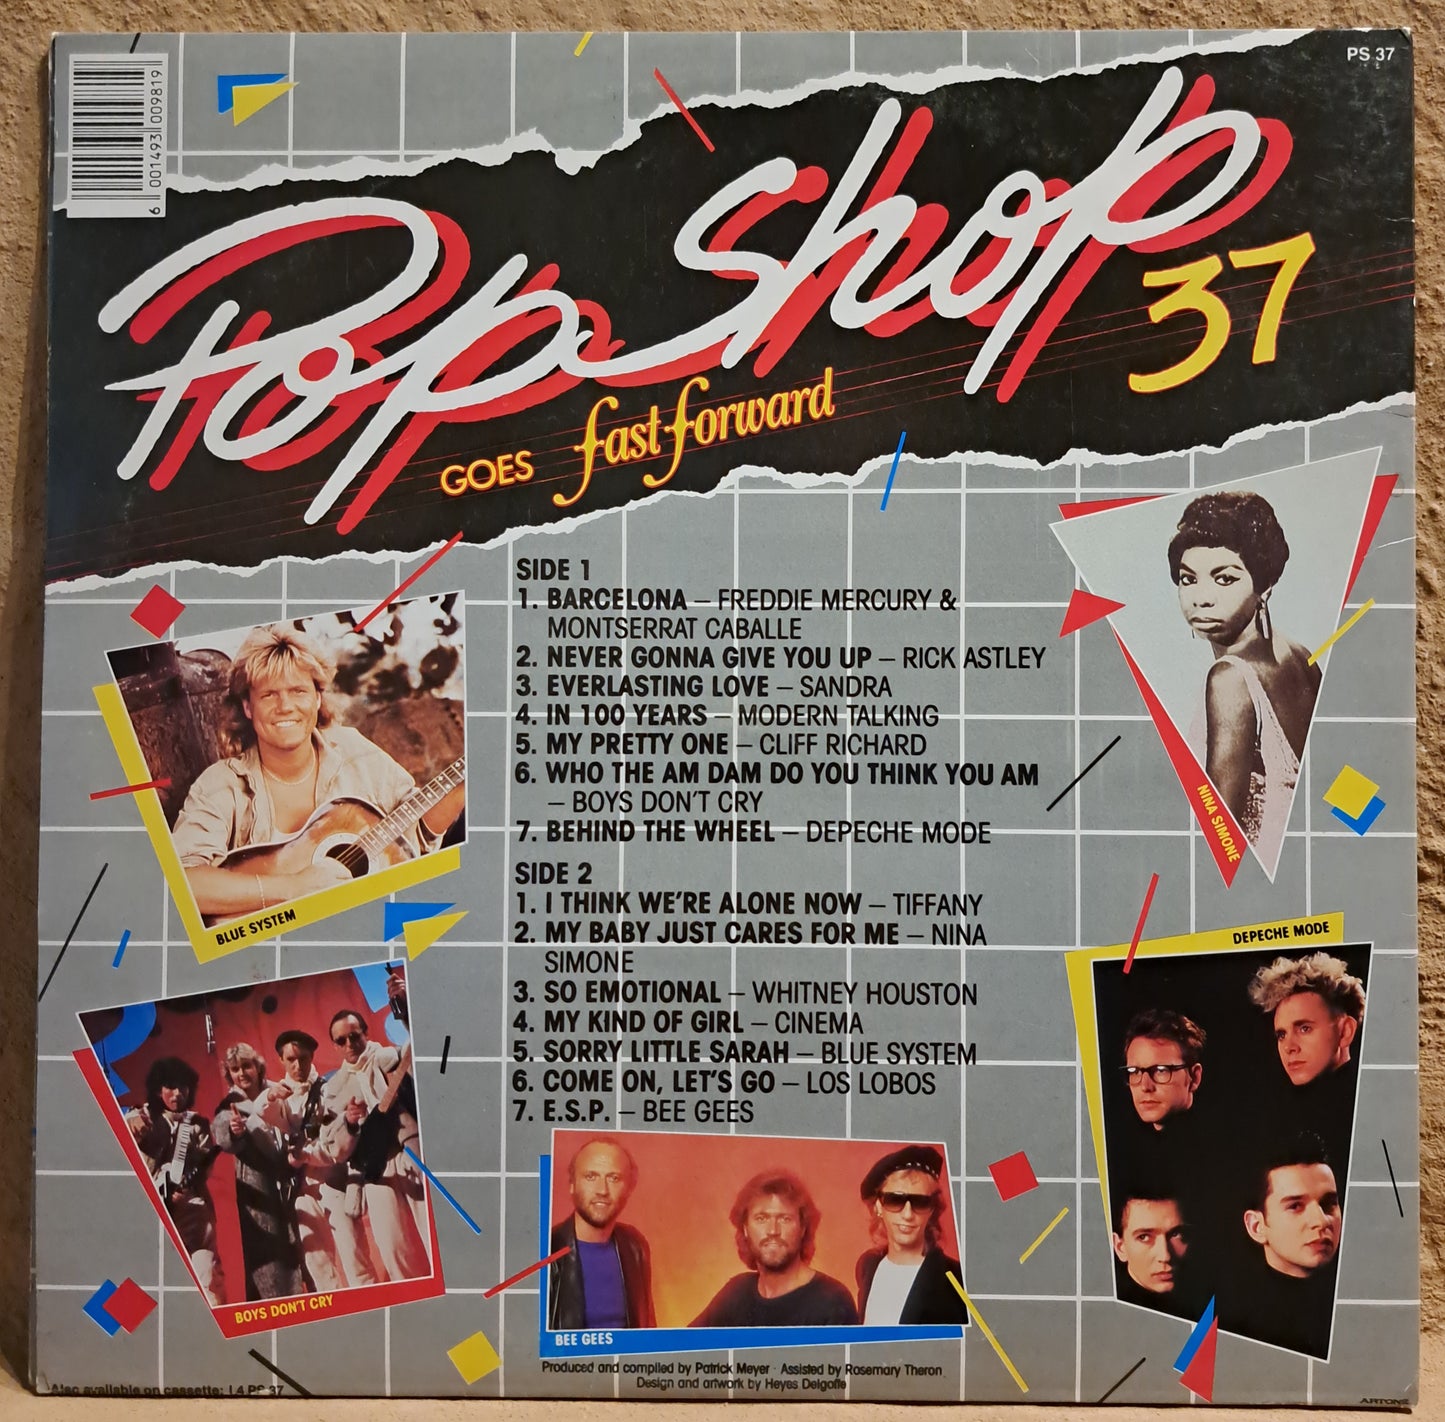 PS 37
6 001493 009819
Pop Shop
37
GOES fast forward
SIDE 1
1. BARCELONA – FREDDIE MERCURY &
MONTSERRAT CABALLE
2. NEVER GONNA GIVE YOU UP – RICK ASTLEY
3. EVERLASTING LOVE – SANDRA
4. IN 100 YEARS – MODERN TALKING
5. MY PRETTY ONE – CLIFF RICHARD
6. WHO THE AM DAM DO YOU THINK YOU AM
– BOYS DON'T CRY
7. BEHIND THE WHEEL – DEPECHE MODE
SIDE 2
1. I THINK WE'RE ALONE NOW – TIFFANY
2. MY BABY JUST CARES FOR ME – NINA
SIMONE
3. SO EMOTIONAL – WHITNEY HOUSTON
4. MY KIND OF GIRL – CINEMA
5. SORRY LITTLE SARAH – BLUE SYSTEM
6. COME ON, LET'S GO – LOS LOBOS
7. E.S.P. – BEE GEES
NINA SIMONE
BLUE SYSTEM
DEPECHE MODE
BOYS DON'T CRY
BEE GEES
Produced and compiled by Patrick Meyer · Assisted by Rosemary Theron
Design and artwork by Heyes Delgoffe
Also available on cassette: L4 PS 37
ARTONE